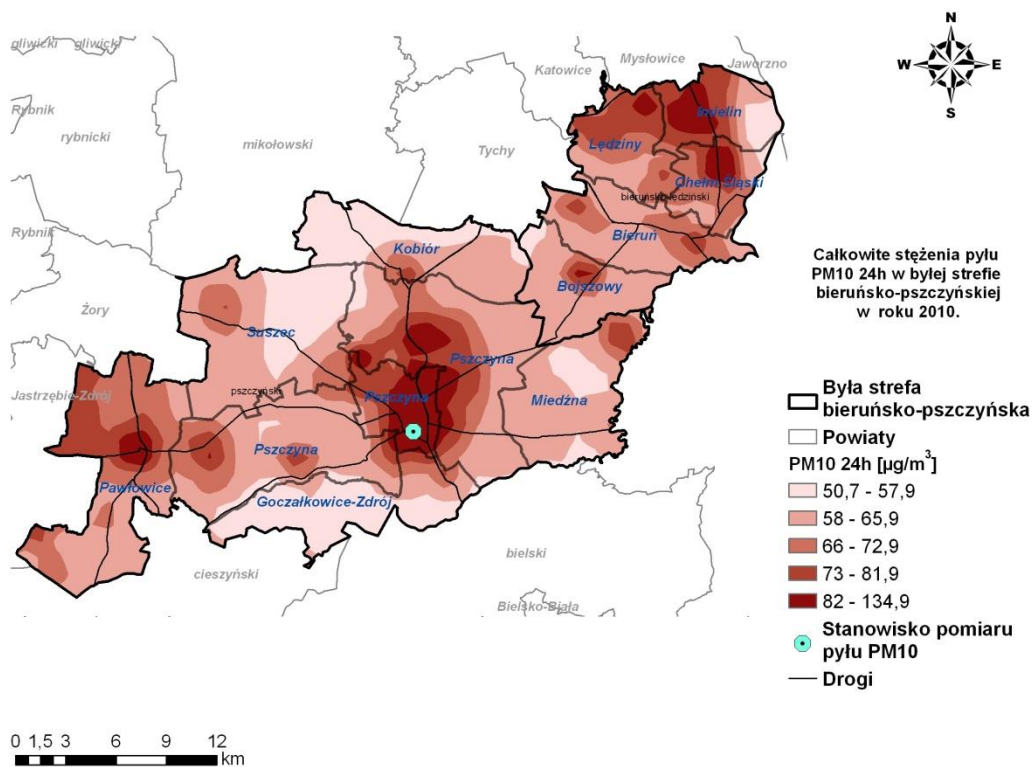 N
W E
S
gliwicki gliwicki
Mysłowice
Katowice
Jaworzno
Rybnik
rybnicki
mikołowski
Tychy
Imielin
Lędziny
Chełm Śląski
bieruńsko-lędziński
Rybnik
Kobiór
Bieruń
Bojszowy
Żory
Suszec
Pszczyna
Jastrzębie-Zdrój
pszczyński
Pszczyna
Miedźna
Pszczyna
Pawłowice
Goczałkowice-Zdrój
cieszyński
bielski
Bielsko-Biała
Całkowite stężenia pyłu
PM10 24h w byłej strefie
bieruńsko-pszczyńskiej
w roku 2010.
Była strefa
bieruńsko-pszczyńska
Powiaty
PM10 24h [µg/m³]
50,7 - 57,9
58 - 65,9
66 - 72,9
73 - 81,9
82 - 134,9
Stanowisko pomiaru
pyłu PM10
Drogi
0 1,5 3 6 9 12
km